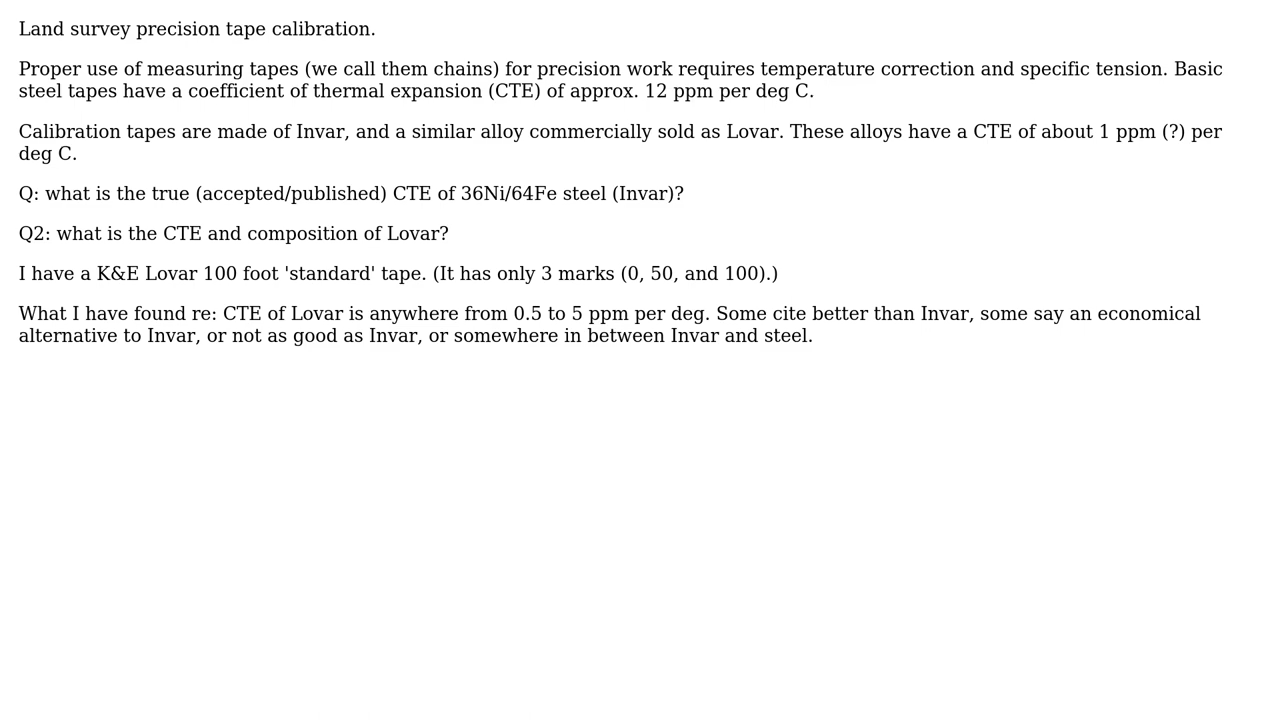 Land survey precision tape calibration.
Proper use of measuring tapes (we call them chains) for precision work requires temperature correction and specific tension. Basic
steel tapes have a coefficient of thermal expansion (CTE) of approx. 12 ppm per deg C.
Calibration tapes are made of Invar, and a similar alloy commercially sold as Lovar. These alloys have a CTE of about 1 ppm (?) per
deg C.
Q: what is the true (accepted/published) CTE of 36Ni/64Fe steel (Invar)?
Q2: what is the CTE and composition of Lovar?
I have a K&E Lovar 100 foot 'standard' tape. (It has only 3 marks (0, 50, and 100).)
What I have found re: CTE of Lovar is anywhere from 0.5 to 5 ppm per deg. Some cite better than Invar, some say an economical
alternative to Invar, or not as good as Invar, or somewhere in between Invar and steel.